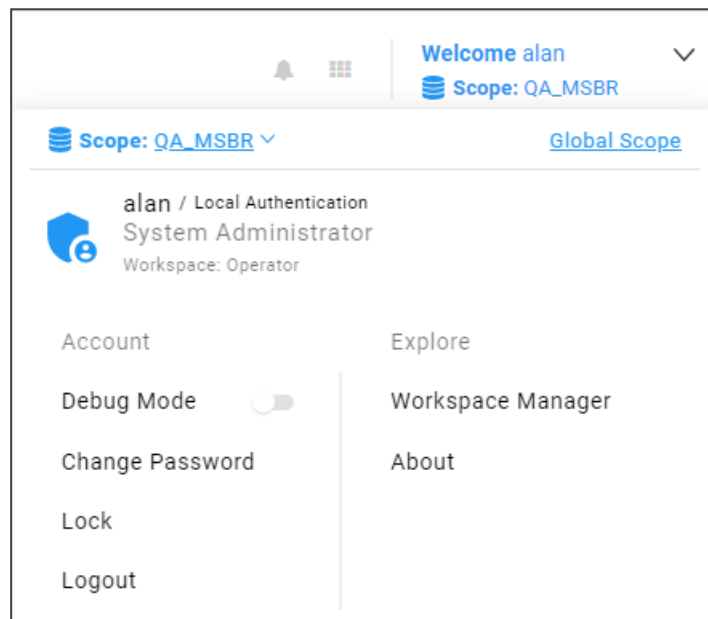 Welcome alan
Scope: QA_MSBR
Scope: QA_MSBR Global Scope
alan / Local Authentication
System Administrator
Workspace: Operator
Account Explore
Debug Mode Workspace Manager
Change Password About
Lock
Logout